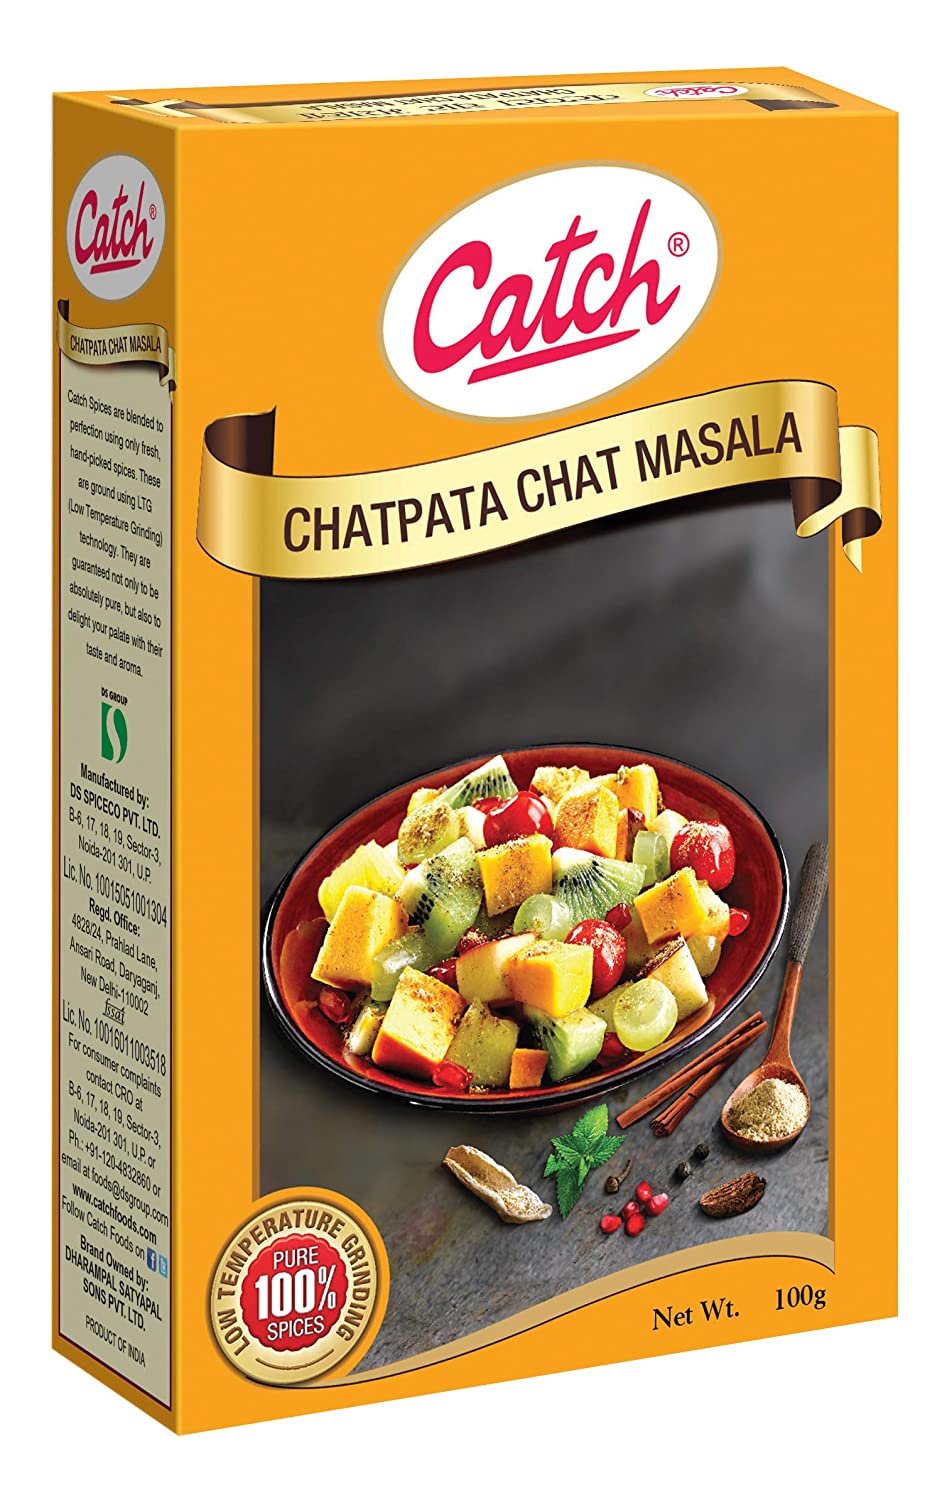 चटपटा चाट मसाला
CHATPATA CHAT MASALA
Catch
Catch®
CHATPATA CHAT MASALA
Catch Spices are blended to
perfection using only fresh,
hand-picked spices. These
are ground using LTG
(Low Temperature Grinding)
technology. They are
guaranteed not only to be
absolutely pure, but also to
delight your palate with their
taste and aroma.
DS GROUP
Manufactured by:
DS SPICECO PVT. LTD.
B-6, 17, 18, 19, Sector-3,
Noida-201 301, U.P.
Lic. No. 10015051001304
Regd. Office:
4828/24, Prahlad Lane,
Ansari Road, Daryaganj,
New Delhi-110002
fssai
Lic. No. 10016011003518
For consumer complaints
contact CRO at
B-6, 17, 18, 19, Sector-3,
Noida-201 301, U.P. or
Ph.: +91-120-4832860 or
email at foods@dsgroup.com
www.catchfoods.com
Follow Catch Foods on f
Brand Owned by:
DHARAMPAL SATYAPAL
SONS PVT. LTD.
PRODUCT OF INDIA
Catch®
CHATPATA CHAT MASALA
LOW TEMPERATURE GRINDING
PURE
100%
SPICES
Net Wt. 100g